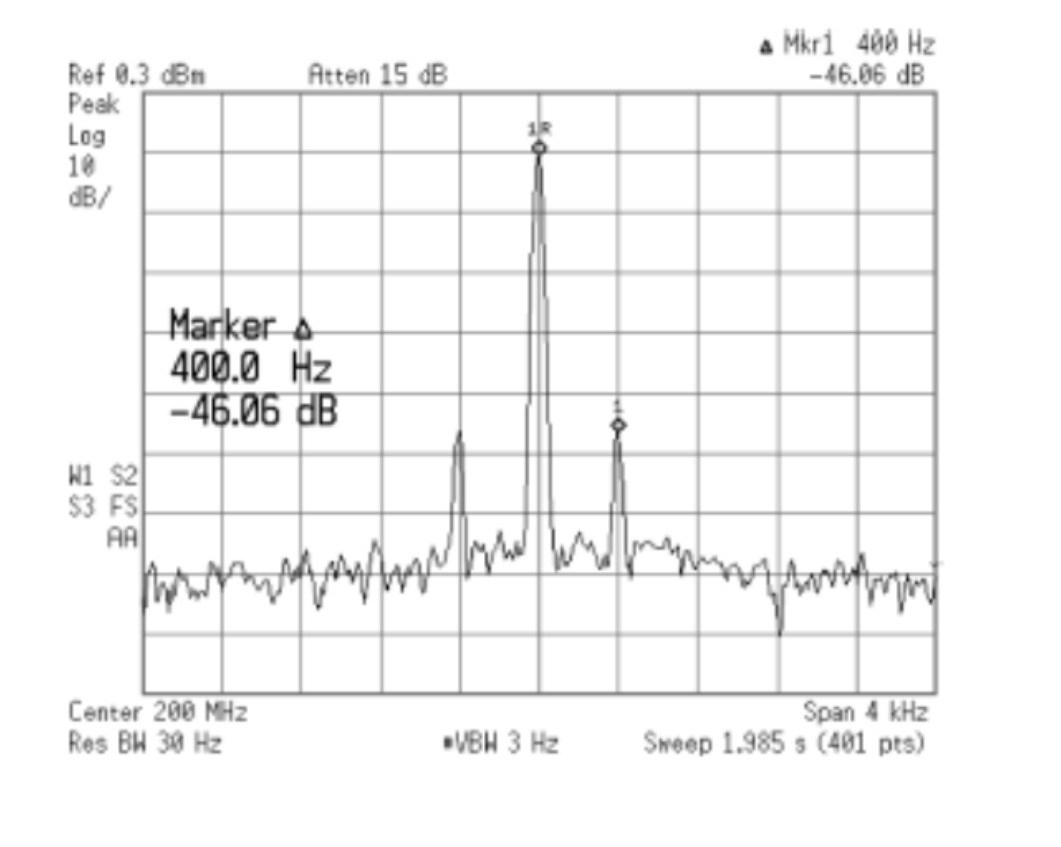 ▵ Mkr1 400 Hz
Ref 0.3 dBm Atten 15 dB -46.06 dB
Peak
Log
10
dB/
1R
Marker ▵
400.0 Hz
-46.06 dB
1
W1 S2
S3 FS
AA
Center 200 MHz Span 4 kHz
Res BW 30 Hz #VBW 3 Hz Sweep 1.985 s (401 pts)